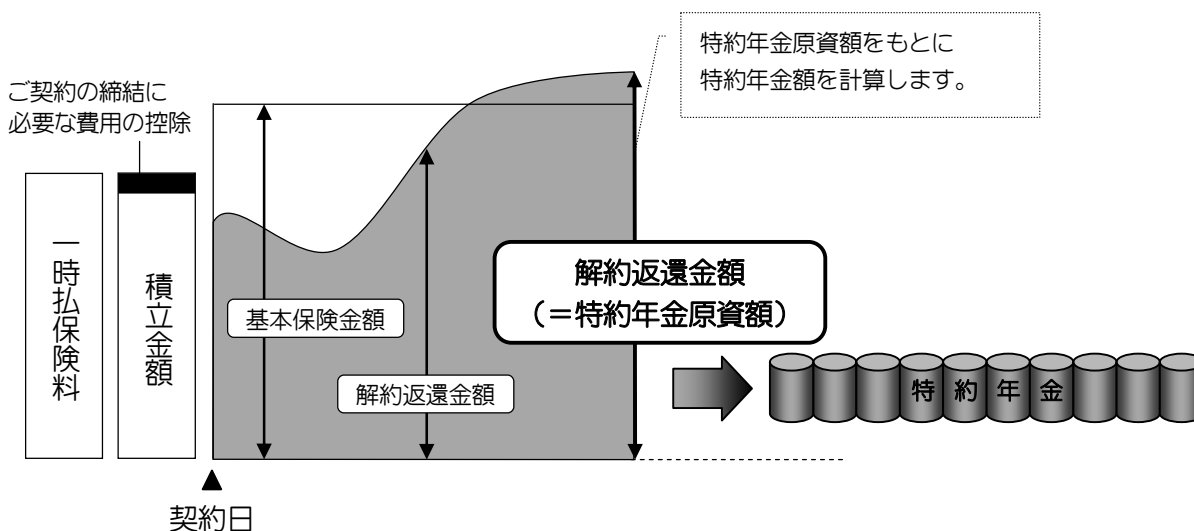 特約年金原資額をもとに
特約年金額を計算します。
ご契約の締結に
必要な費用の控除
一時払保険料
積立金額
基本保険金額
解約返還金額
解約返還金額
（＝特約年金原資額）
特約年金
契約日